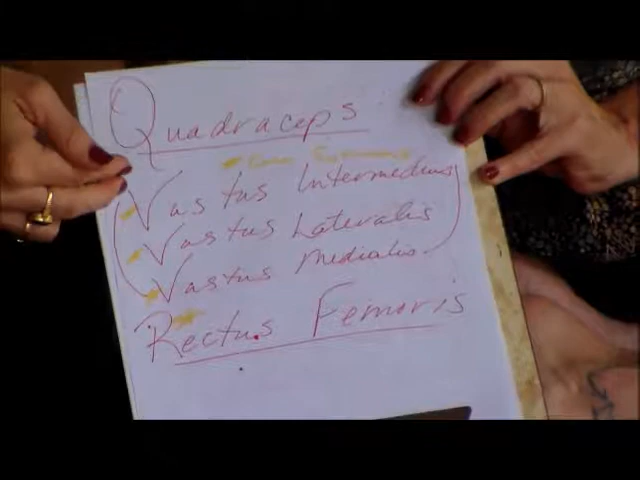 Quadraceps
Vastus Intermedius
Vastus Lateralis
Vastus Medialis
Rectus Femoris